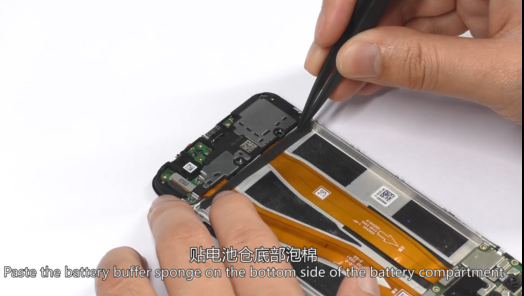 贴电池仓底部泡棉
Paste the battery buffer sponge on the bottom side of the battery compartment.